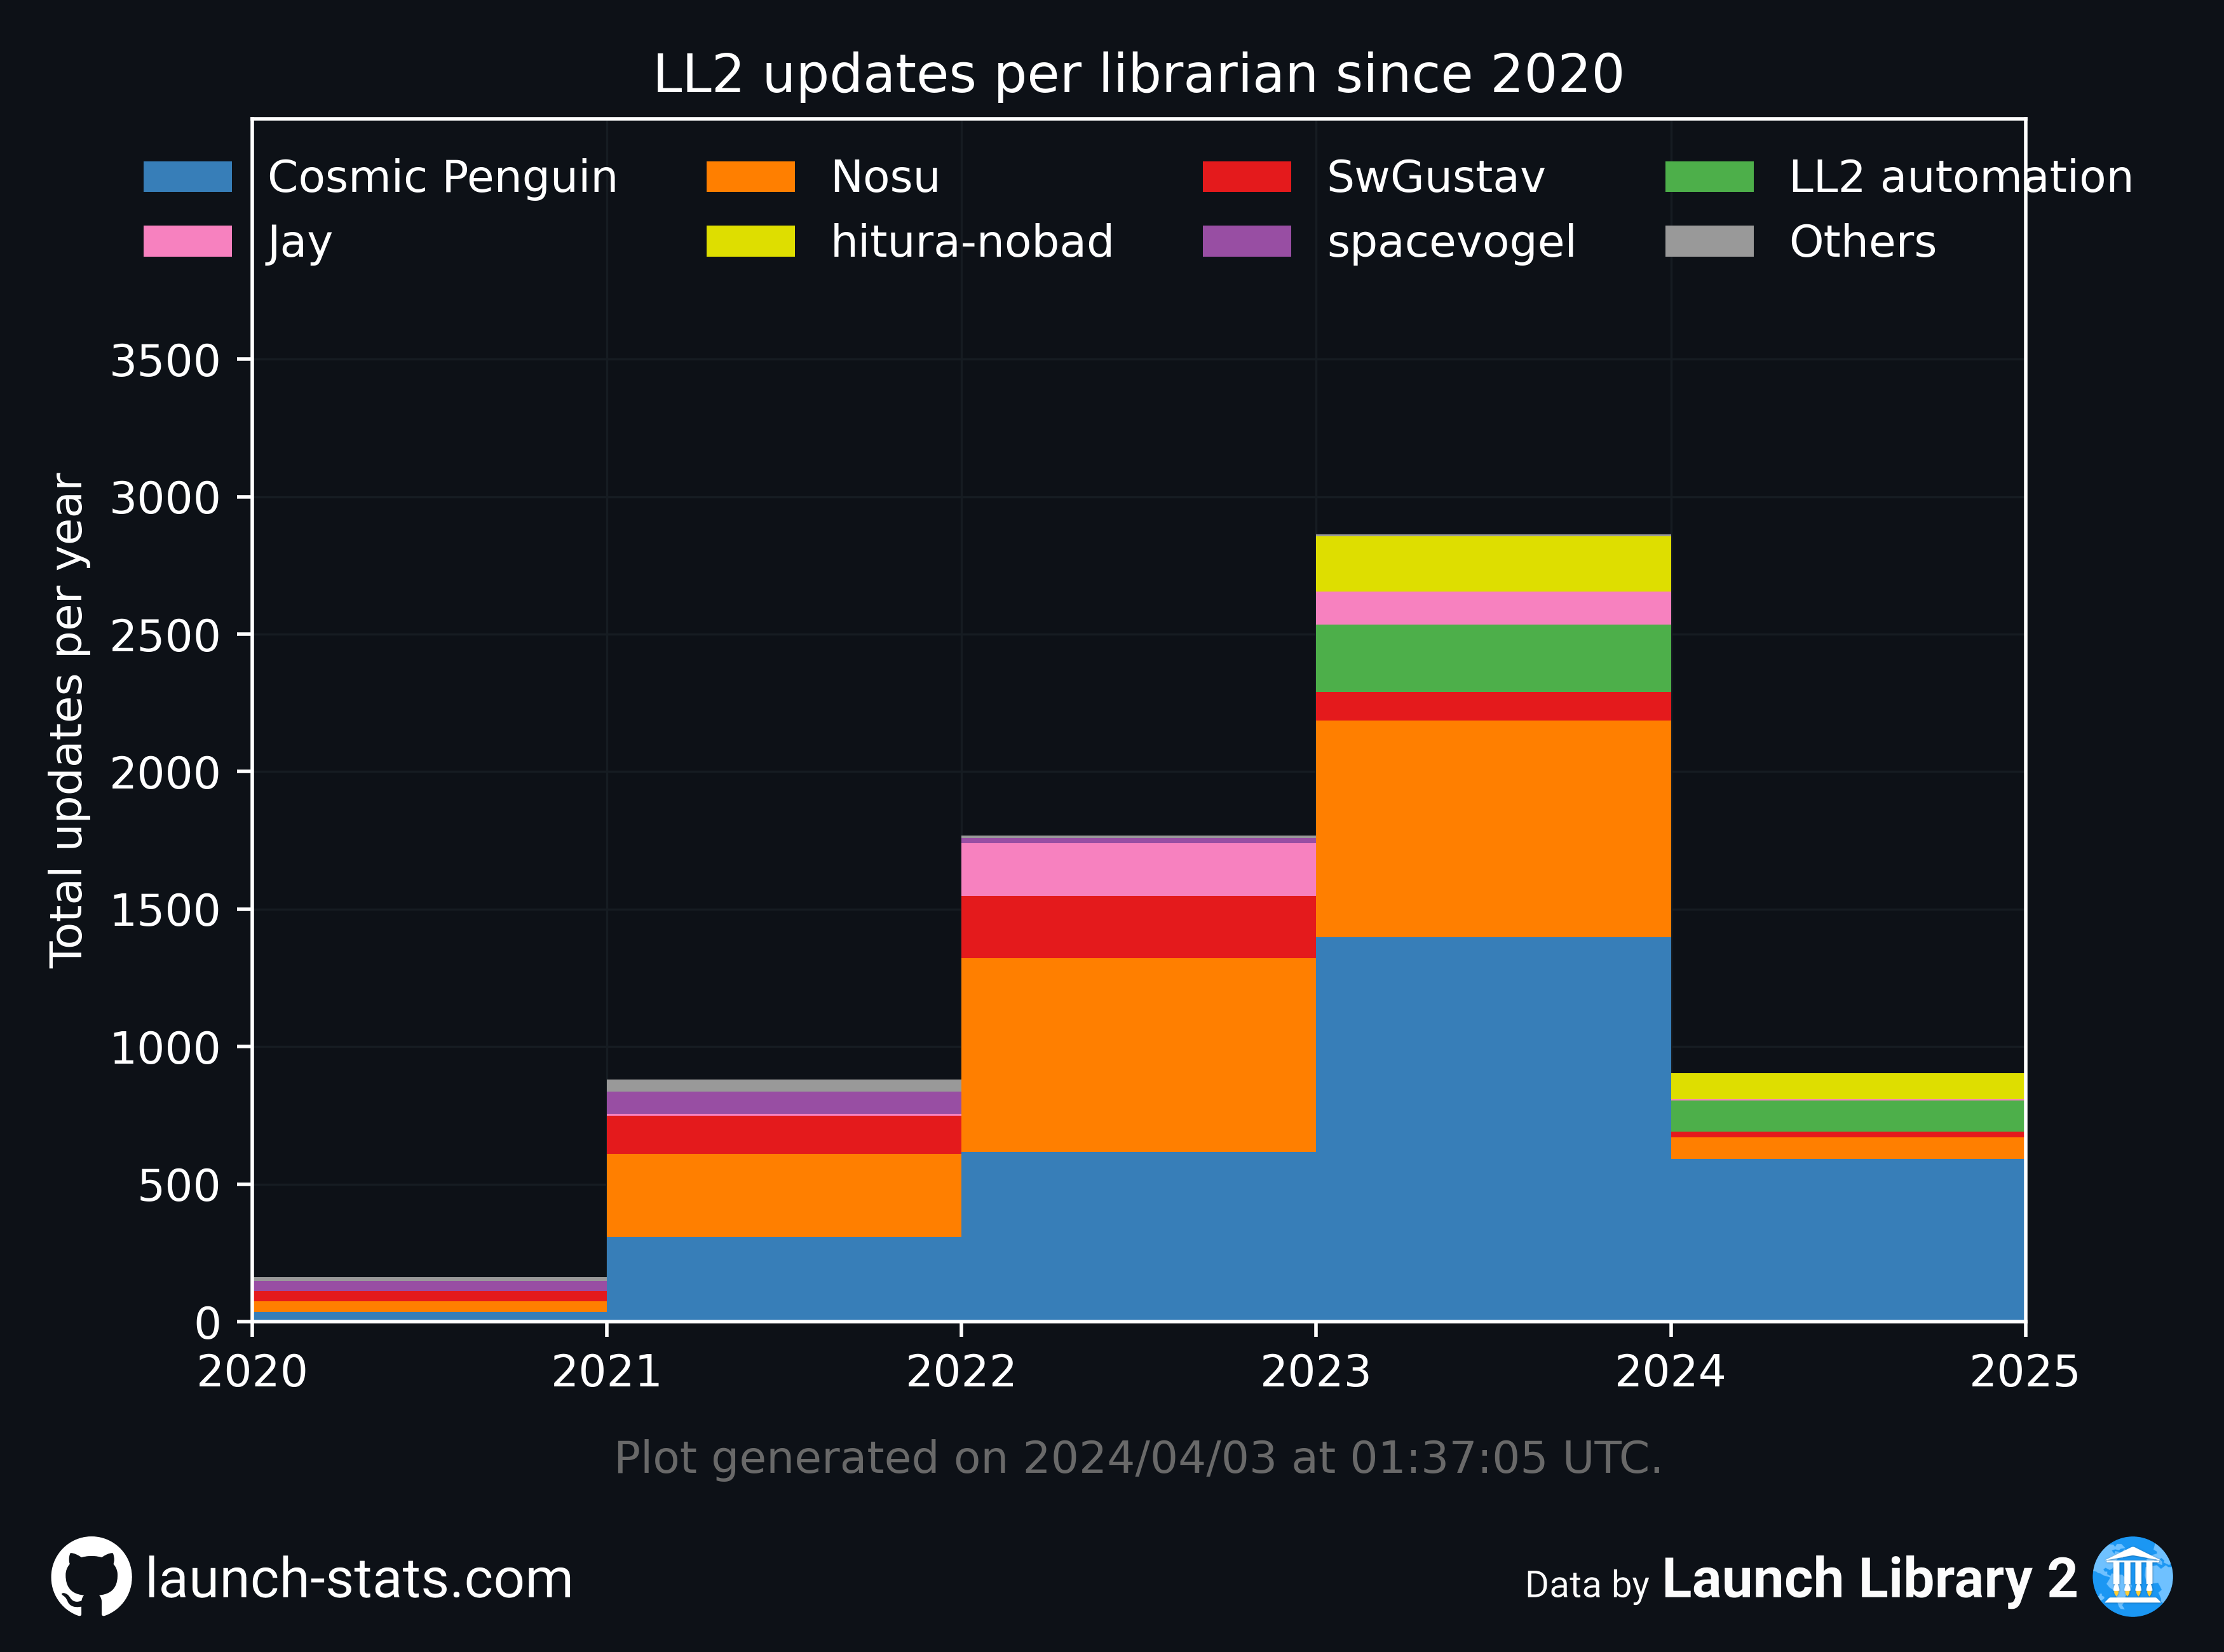 LL2 updates per librarian since 2020
Cosmic Penguin
Nosu
SwGustav
LL2 automation
Jay
hitura-nobad
spacevogel
Others
Total updates per year
3500
3000
2500
2000
1500
1000
500
0
2020 2021 2022 2023 2024 2025
Plot generated on 2024/04/03 at 01:37:05 UTC.
launch-stats.com
Data by Launch Library 2